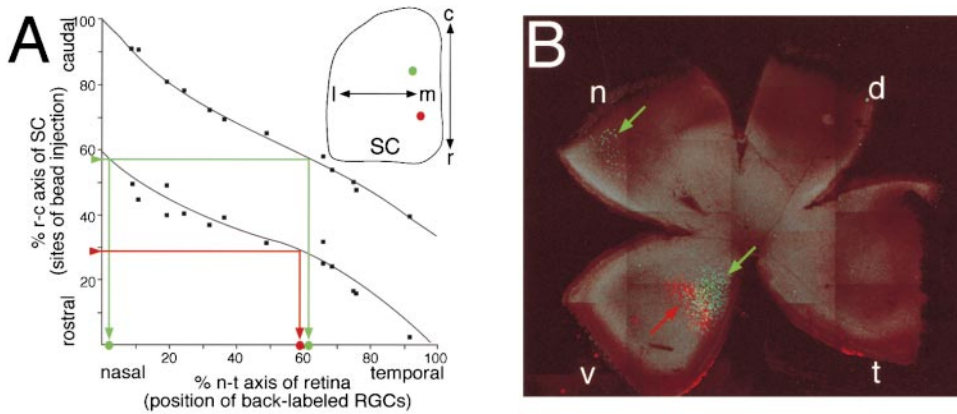 A
caudal
rostral
% r-c axis of SC
(sites of bead injection)
100
80
60
40
20
0
20
40
60
80
100
nasal
temporal
% n-t axis of retina
(position of back-labeled RGCs)
c
l
m
SC
r
B
n
d
v
t